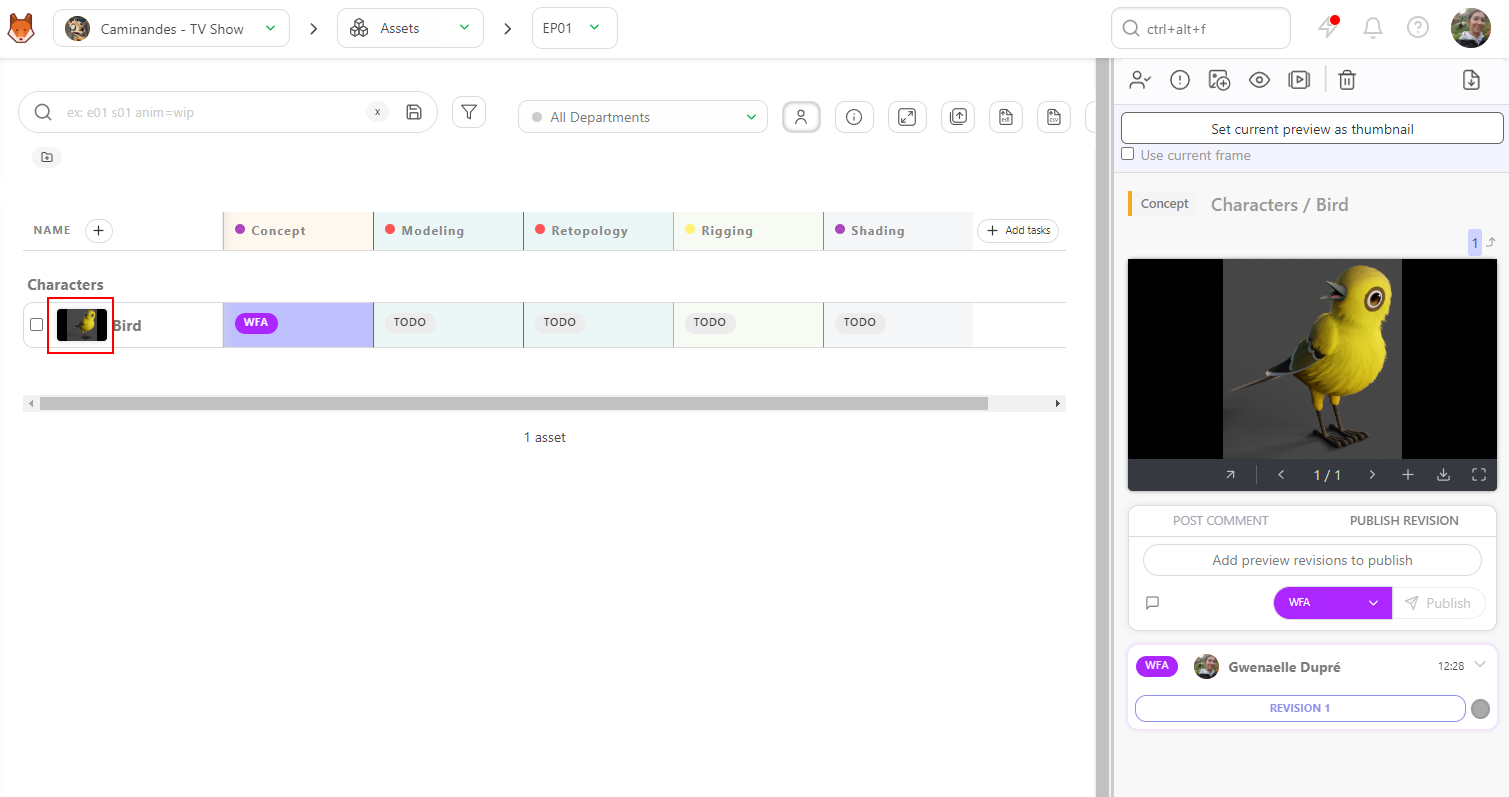 Caminandes - TV Show
Assets
EP01
ctrl+alt+f
ex: e01 s01 anim=wip
x
All Departments
edl
csv
Set current preview as thumbnail
Use current frame
Concept
Characters / Bird
1
NAME
Concept
Modeling
Retopology
Rigging
Shading
Add tasks
Characters
Bird
WFA
TODO
TODO
TODO
TODO
1 asset
1 / 1
POST COMMENT
PUBLISH REVISION
Add preview revisions to publish
WFA
Publish
WFA
Gwenaelle Dupré
12:28
REVISION 1